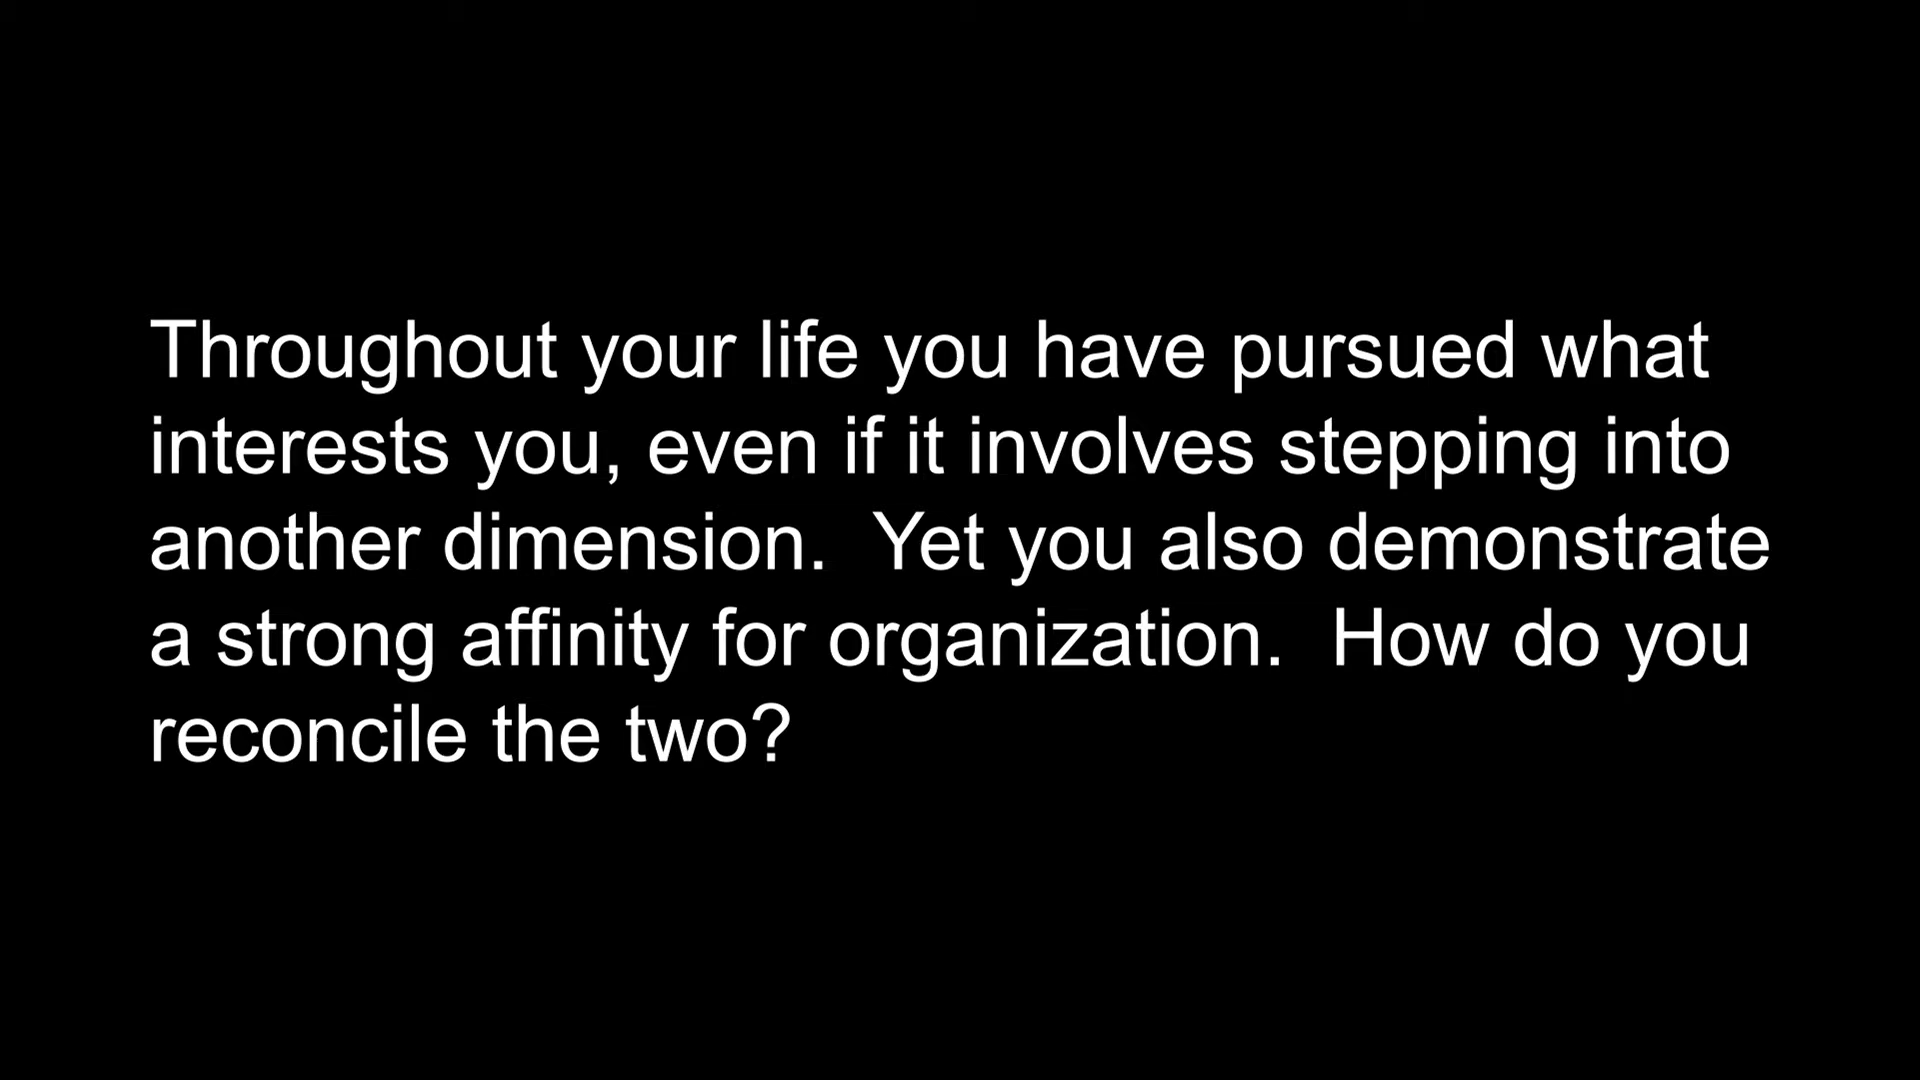 Throughout your life you have pursued what
interests you, even if it involves stepping into
another dimension.  Yet you also demonstrate
a strong affinity for organization.  How do you
reconcile the two?